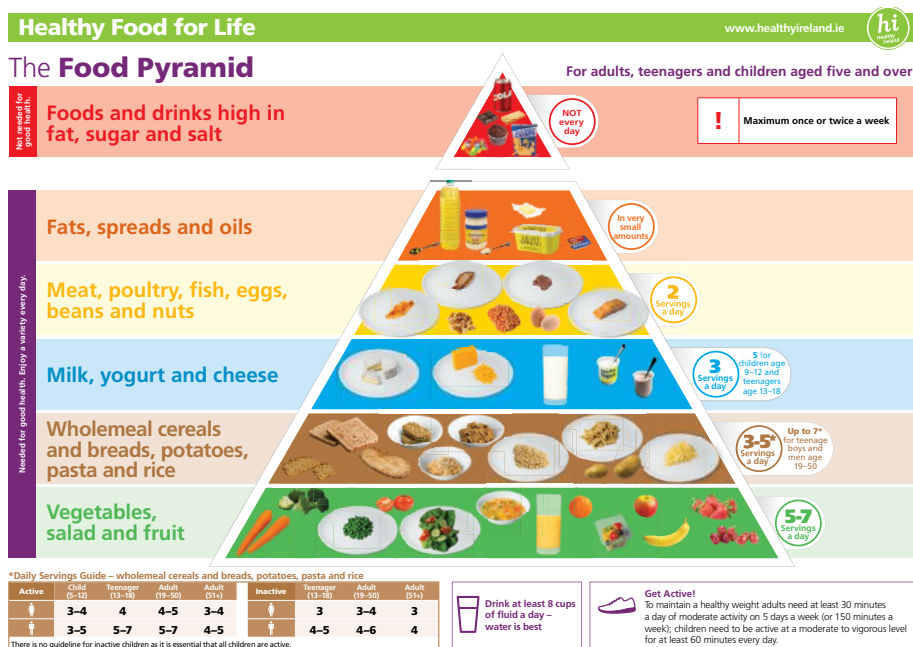 Healthy Food for Life
www.healthyireland.ie
hi
Healthy
Ireland
The Food Pyramid
For adults, teenagers and children aged five and over
Not needed for
good health.
Foods and drinks high in
fat, sugar and salt
COLA
NOT
every
day
!
Maximum once or twice a week
Needed for good health. Enjoy a variety every day.
Fats, spreads and oils
In very
small
amounts
Meat, poultry, fish, eggs,
beans and nuts
2
Servings
a day
Milk, yogurt and cheese
3
Servings
a day
5 for
children age
9–12 and
teenagers
age 13–18
Wholemeal cereals
and breads, potatoes,
pasta and rice
3-5*
Servings
a day
Up to 7*
for teenage
boys and
men age
19–50
Vegetables,
salad and fruit
5-7
Servings
a day
*Daily Servings Guide – wholemeal cereals and breads, potatoes, pasta and rice
Active Child (5–12) Teenager (13–18) Adult (19–50) Adult (51+)
3–4 4 4–5 3–4
3–5 5–7 5–7 4–5
Inactive Teenager (13–18) Adult (19–50) Adult (51+)
3 3–4 3
4–5 4–6 4
There is no guideline for inactive children as it is essential that all children are active.
Drink at least 8 cups
of fluid a day –
water is best
Get Active!
To maintain a healthy weight adults need at least 30 minutes
a day of moderate activity on 5 days a week (or 150 minutes a
week); children need to be active at a moderate to vigorous level
for at least 60 minutes every day.